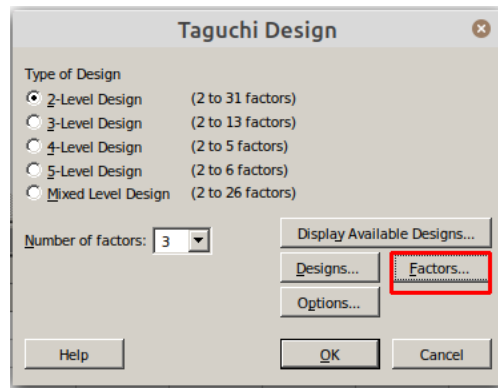 Taguchi Design
Type of Design
2-Level Design (2 to 31 factors)
3-Level Design (2 to 13 factors)
4-Level Design (2 to 5 factors)
5-Level Design (2 to 6 factors)
Mixed Level Design (2 to 26 factors)
Number of factors: 3
Display Available Designs...
Designs... Factors...
Options...
Help OK Cancel